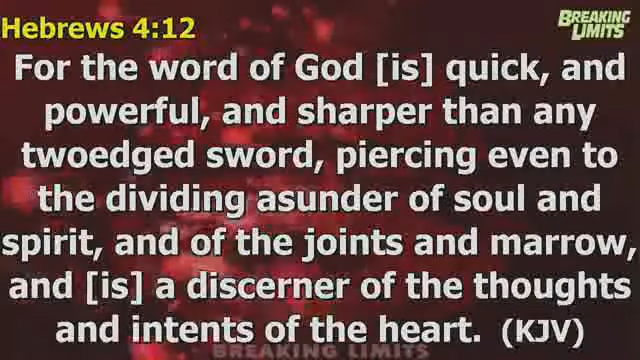 Hebrews 4:12
BREAKING
LIMITS
For the word of God [is] quick, and
powerful, and sharper than any
twoedged sword, piercing even to
the dividing asunder of soul and
spirit, and of the joints and marrow,
and [is] a discerner of the thoughts
and intents of the heart. (KJV)
BREAKING LIMITS